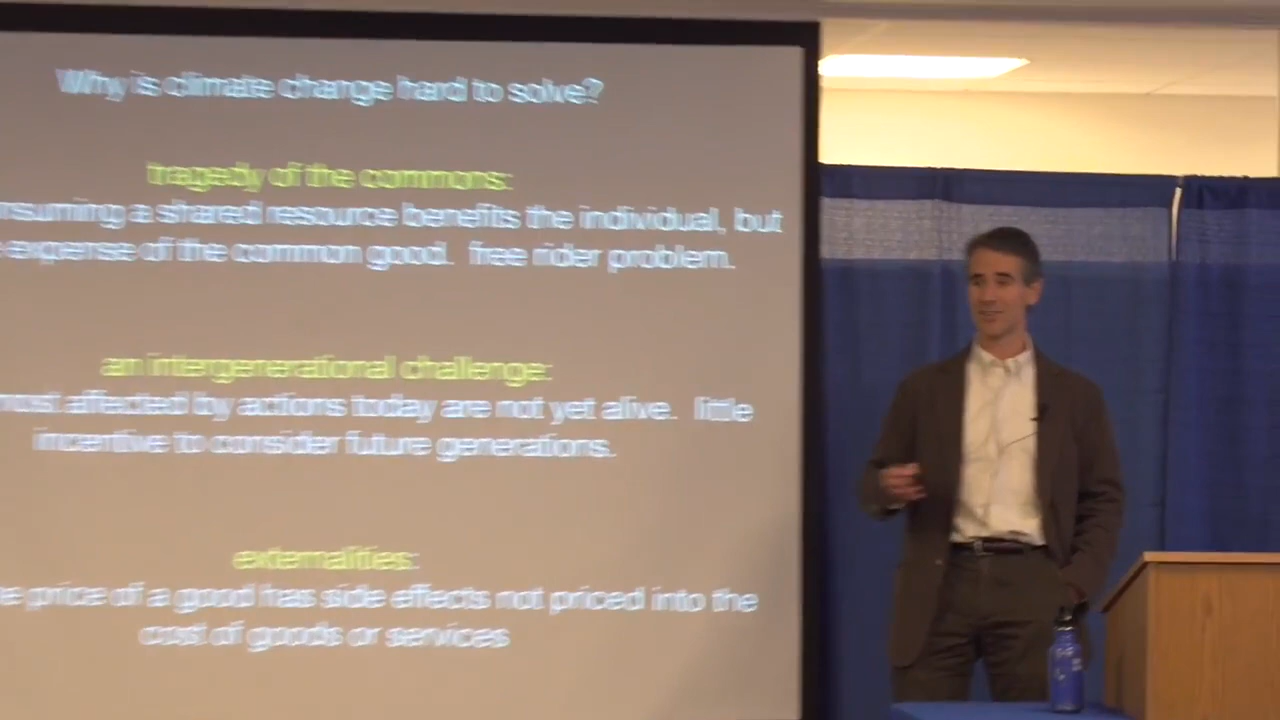 Why is climate change hard to solve?
tragedy of the commons:
nsuming a shared resource benefits the individual, but
expense of the common good. free rider problem.
an intergenerational challenge:
most affected by actions today are not yet alive. little
incentive to consider future generations.
externalities:
e price of a good has side effects not priced into the
cost of goods or services